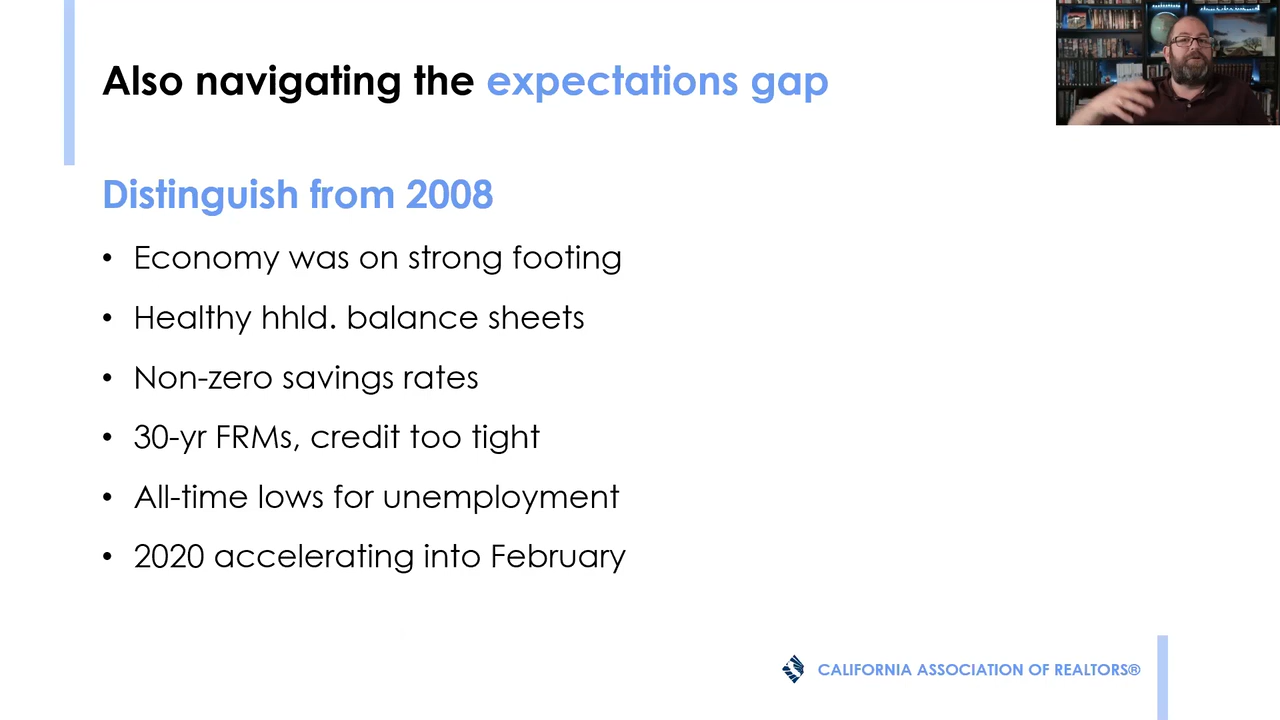 Also navigating the expectations gap
Distinguish from 2008
• Economy was on strong footing
• Healthy hhld. balance sheets
• Non-zero savings rates
• 30-yr FRMs, credit too tight
• All-time lows for unemployment
• 2020 accelerating into February
CALIFORNIA ASSOCIATION OF REALTORS®